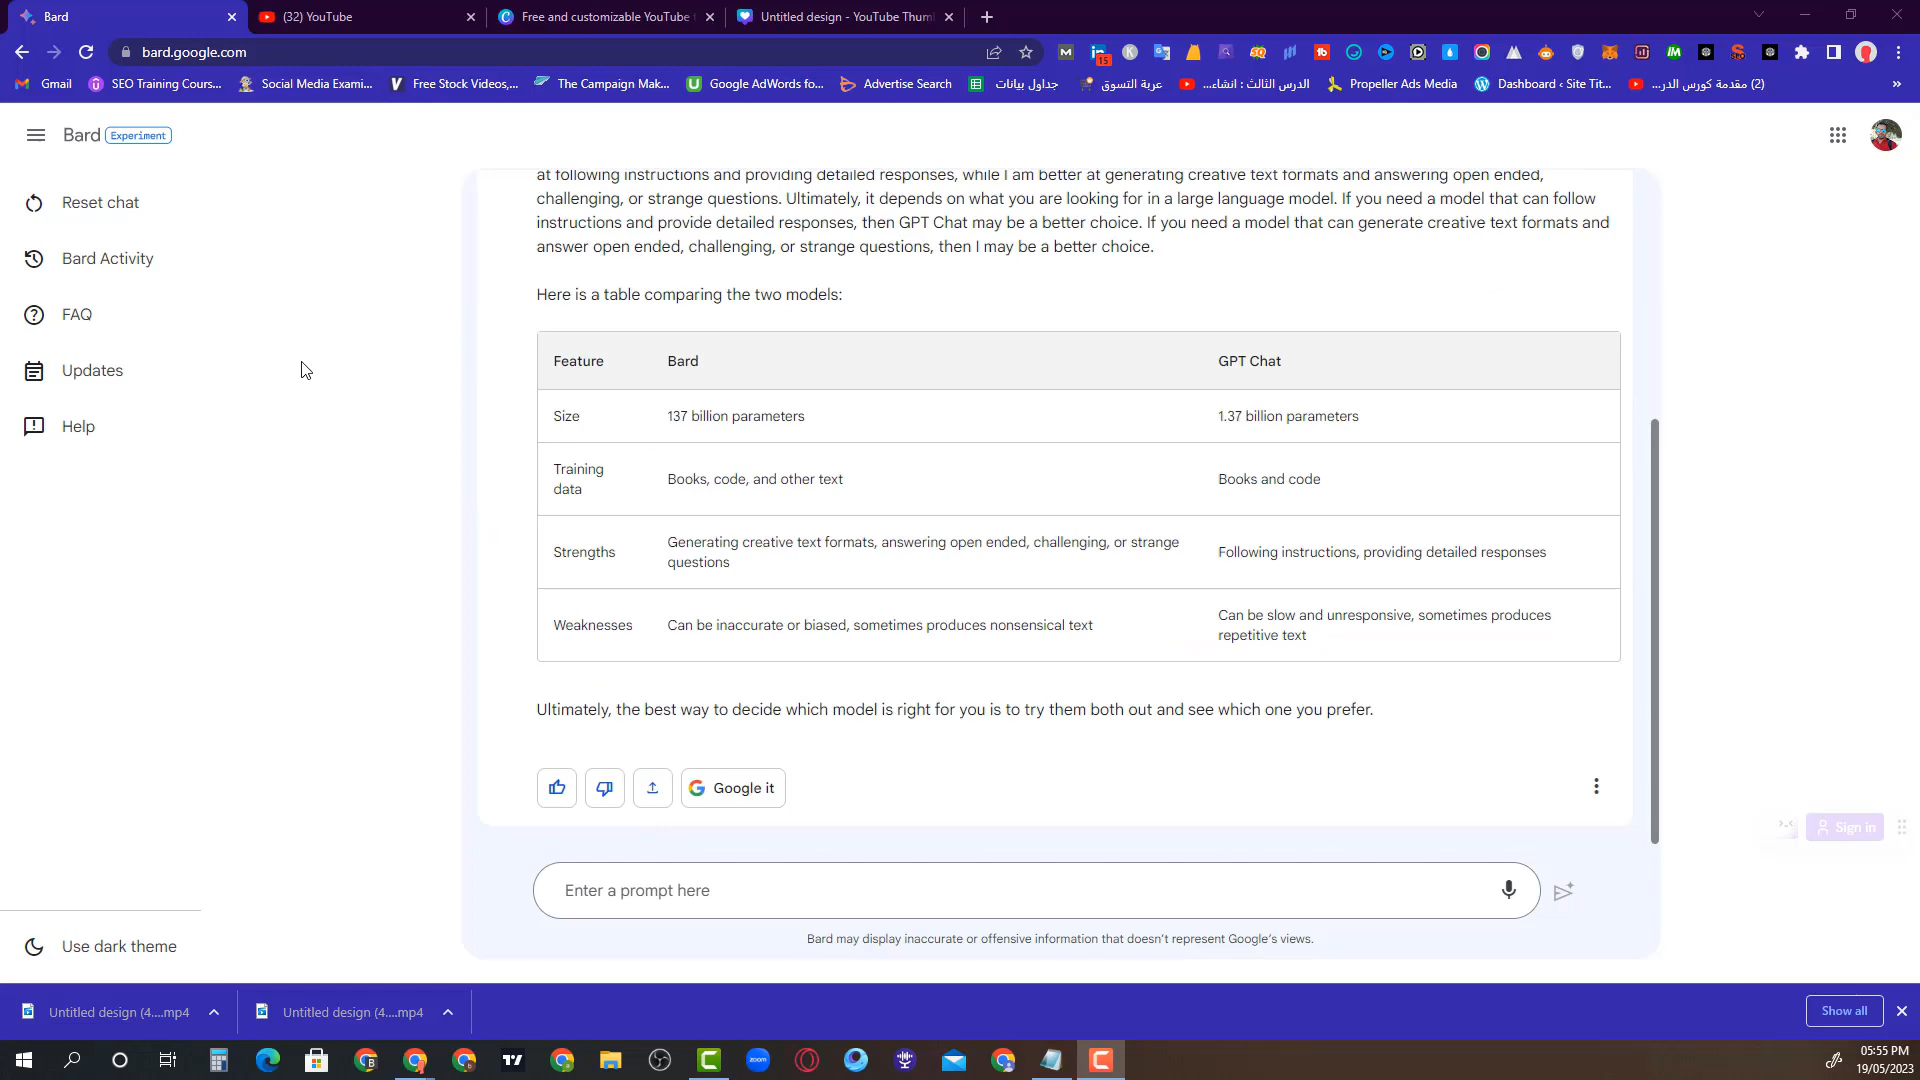 Bard
(32) YouTube
Free and customizable YouTube
Untitled design - YouTube Thum
bard.google.com
15
Gmail
SEO Training Cours...
Social Media Exami...
Free Stock Videos,...
The Campaign Mak...
Google AdWords fo...
Advertise Search
جداول بيانات
عربة التسوق
الدرس الثالث : انشاء...
Propeller Ads Media
Dashboard ‹ Site Tit...
(2) مقدمة كورس الدر...
»
Bard Experiment
Reset chat
Bard Activity
FAQ
Updates
Help
at following instructions and providing detailed responses, while I am better at generating creative text formats and answering open ended,
challenging, or strange questions. Ultimately, it depends on what you are looking for in a large language model. If you need a model that can follow
instructions and provide detailed responses, then GPT Chat may be a better choice. If you need a model that can generate creative text formats and
answer open ended, challenging, or strange questions, then I may be a better choice.
Here is a table comparing the two models:
Feature Bard GPT Chat
Size 137 billion parameters 1.37 billion parameters
Training
data
Books, code, and other text Books and code
Strengths
Generating creative text formats, answering open ended, challenging, or strange
questions
Following instructions, providing detailed responses
Weaknesses
Can be inaccurate or biased, sometimes produces nonsensical text
Can be slow and unresponsive, sometimes produces
repetitive text
Ultimately, the best way to decide which model is right for you is to try them both out and see which one you prefer.
Google it
Sign in
Enter a prompt here
Bard may display inaccurate or offensive information that doesn't represent Google's views.
Use dark theme
Untitled design (4....mp4
Untitled design (4....mp4
Show all
zoom
05:55 PM
19/05/2023